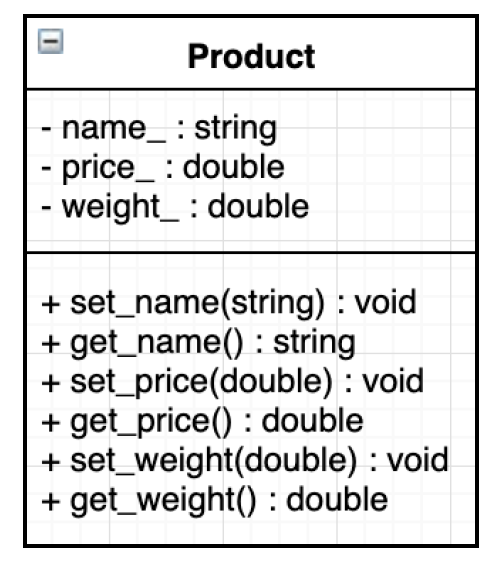 Product
- name_ : string
- price_ : double
- weight_ : double
+ set_name(string) : void
+ get_name() : string
+ set_price(double) : void
+ get_price() : double
+ set_weight(double) : void
+ get_weight() : double